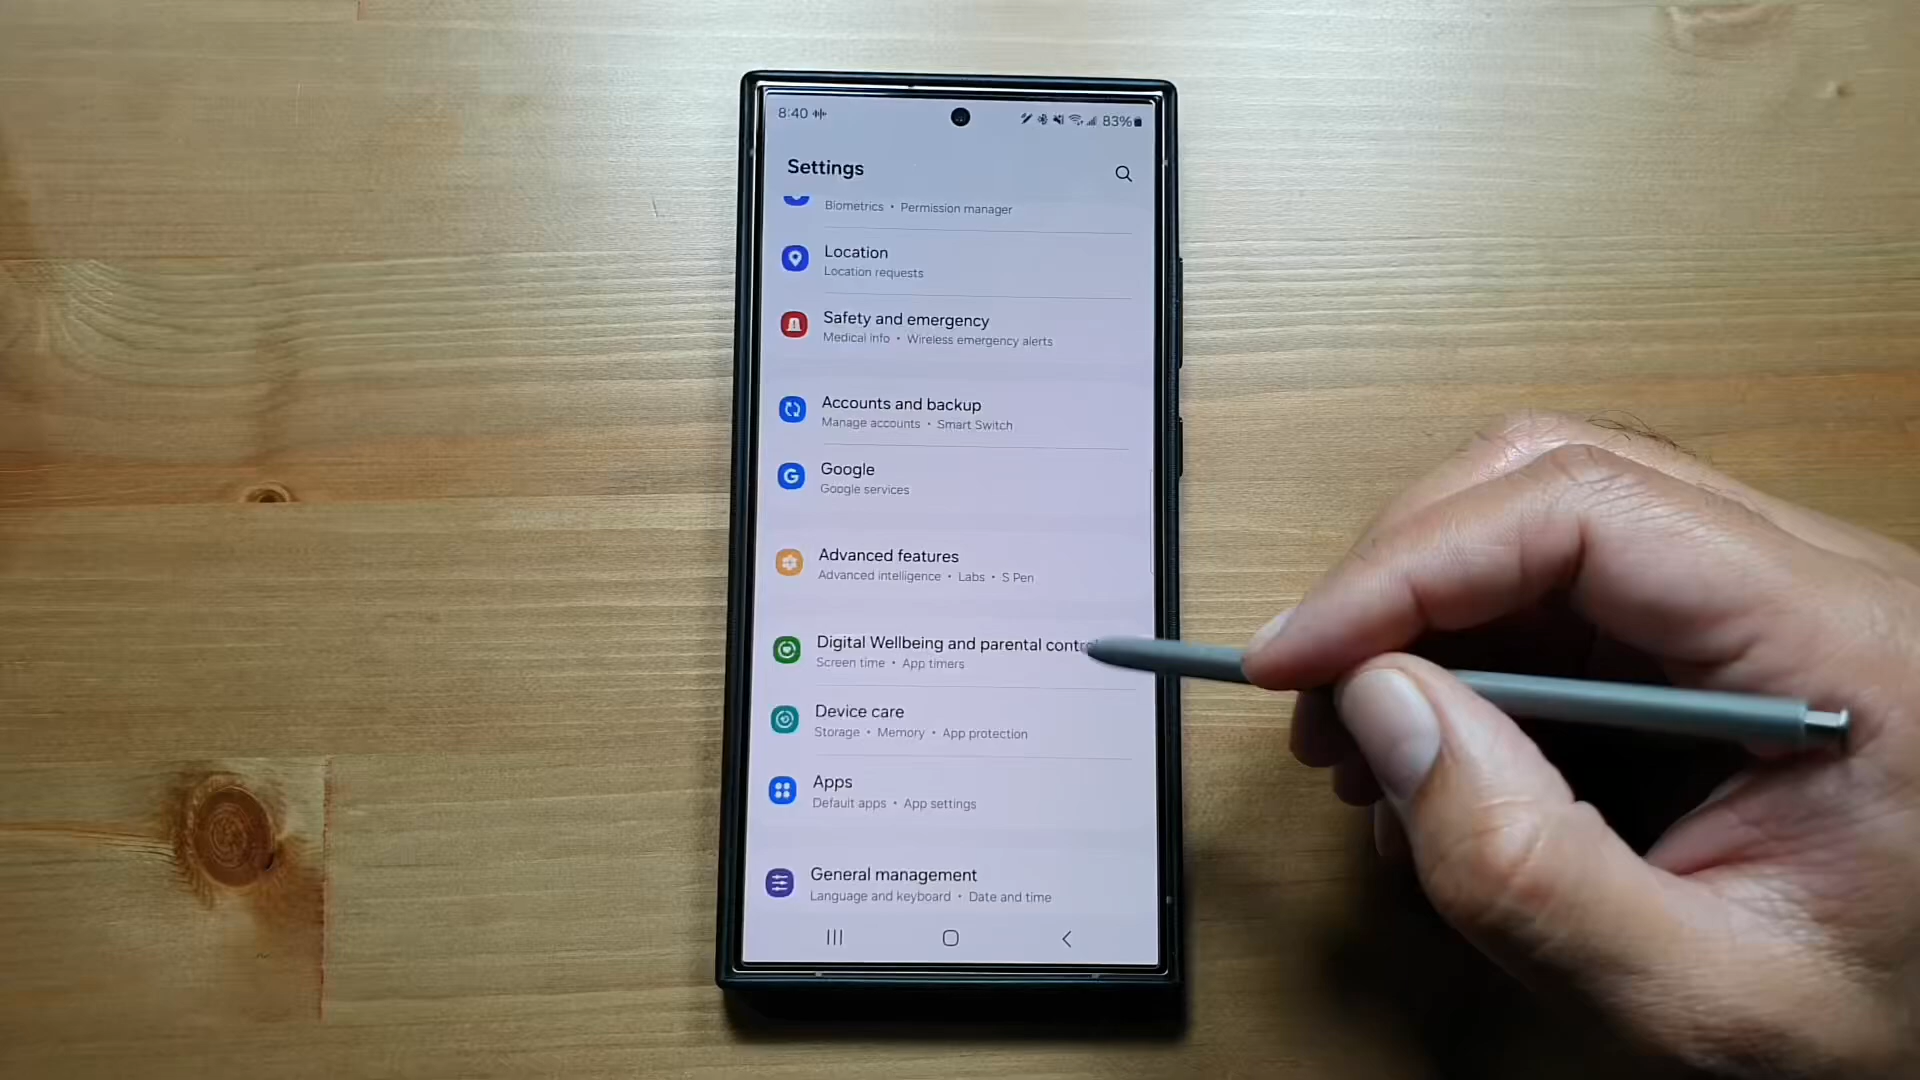 8:40
83%
Settings
Biometrics • Permission manager
Location
Location requests
Safety and emergency
Medical info • Wireless emergency alerts
Accounts and backup
Manage accounts • Smart Switch
G
Google
Google services
Advanced features
Advanced intelligence • Labs • S Pen
Digital Wellbeing and parental contro
Screen time • App timers
Device care
Storage • Memory • App protection
Apps
Default apps • App settings
General management
Language and keyboard • Date and time